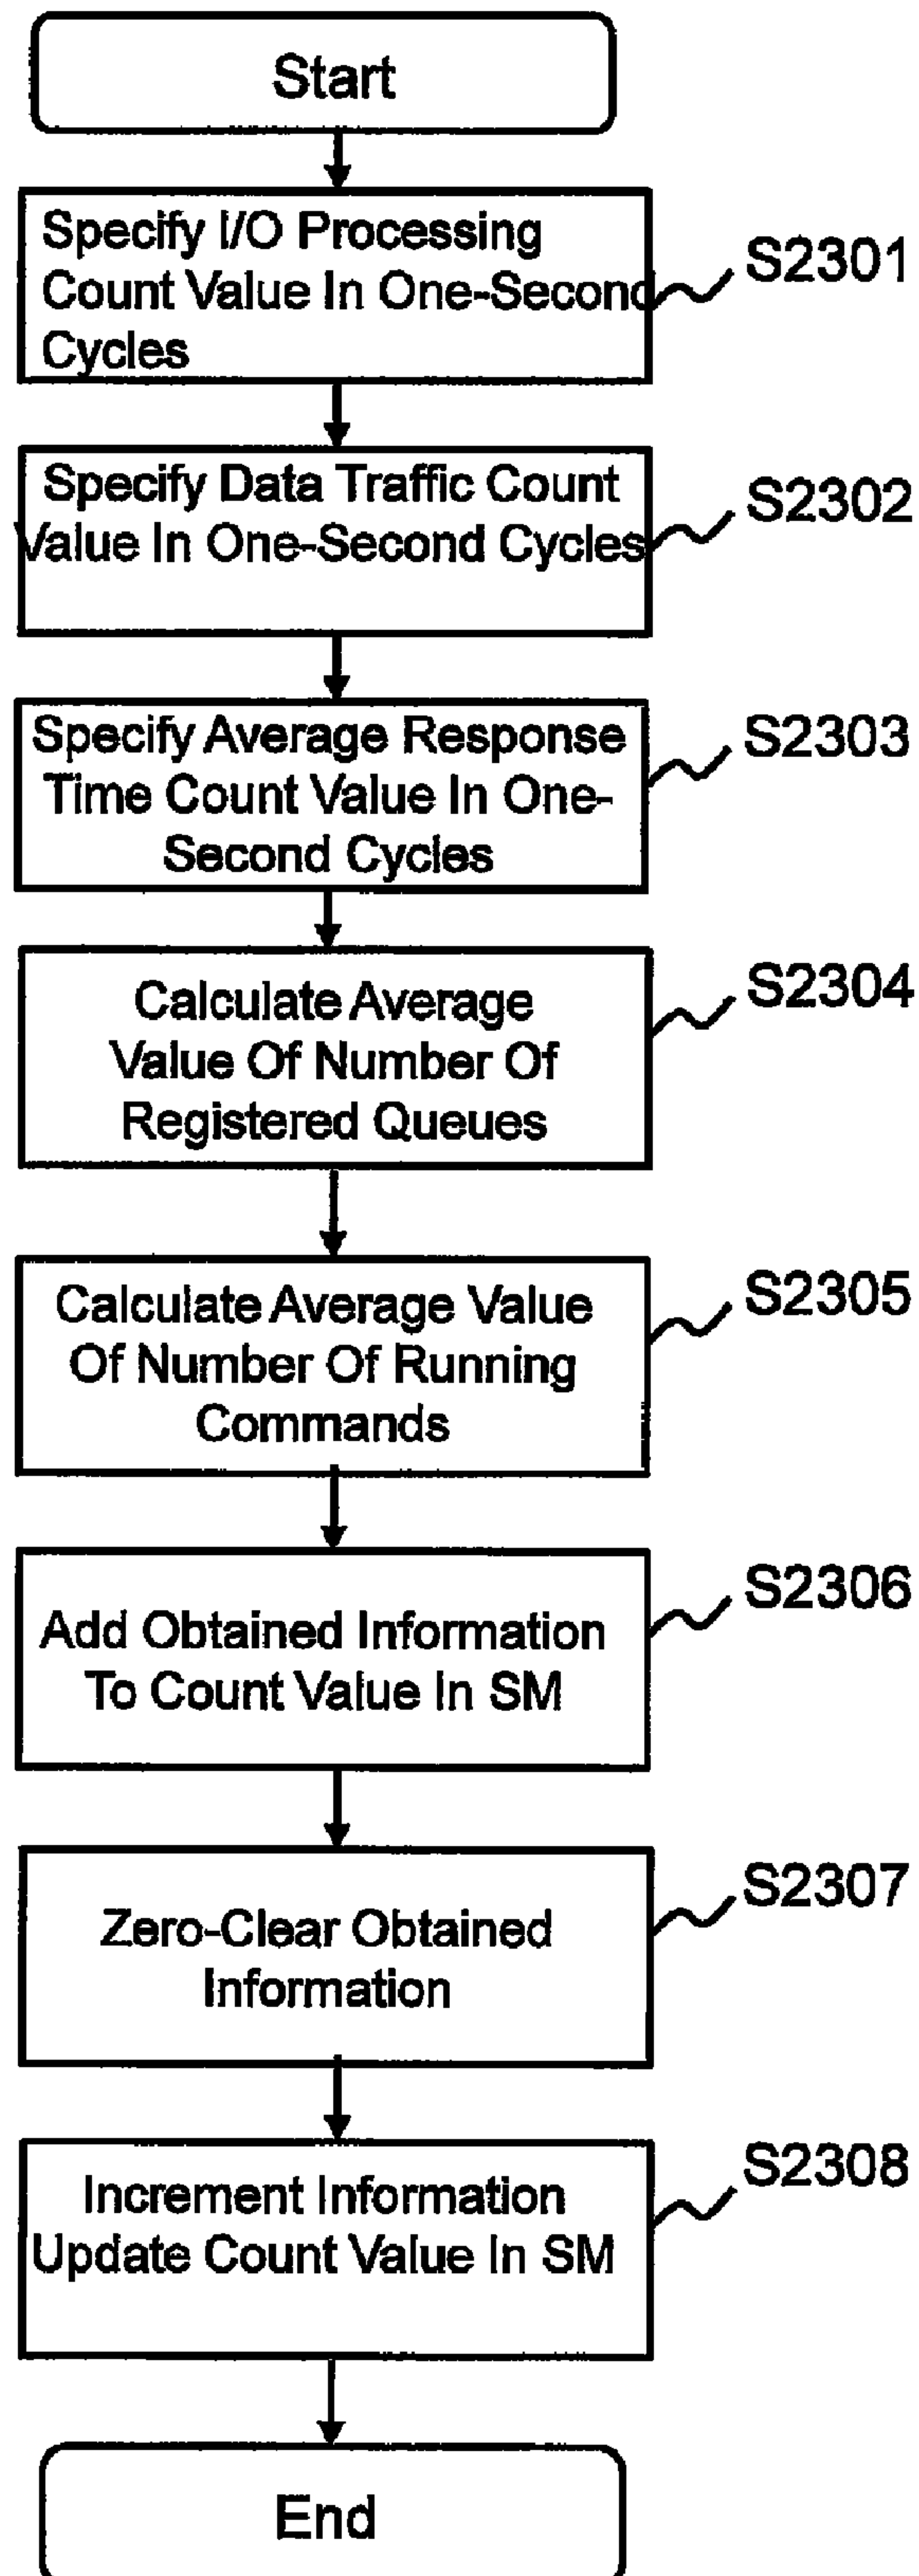 Start
Specify I/O Processing
Count Value In One-Second
Cycles
S2301
Specify Data Traffic Count
Value In One-Second Cycles
S2302
Specify Average Response
Time Count Value In One-
Second Cycles
S2303
Calculate Average
Value Of Number Of
Registered Queues
S2304
Calculate Average Value
Of Number Of Running
Commands
S2305
Add Obtained Information
To Count Value In SM
S2306
Zero-Clear Obtained
Information
S2307
Increment Information
Update Count Value In SM
S2308
End